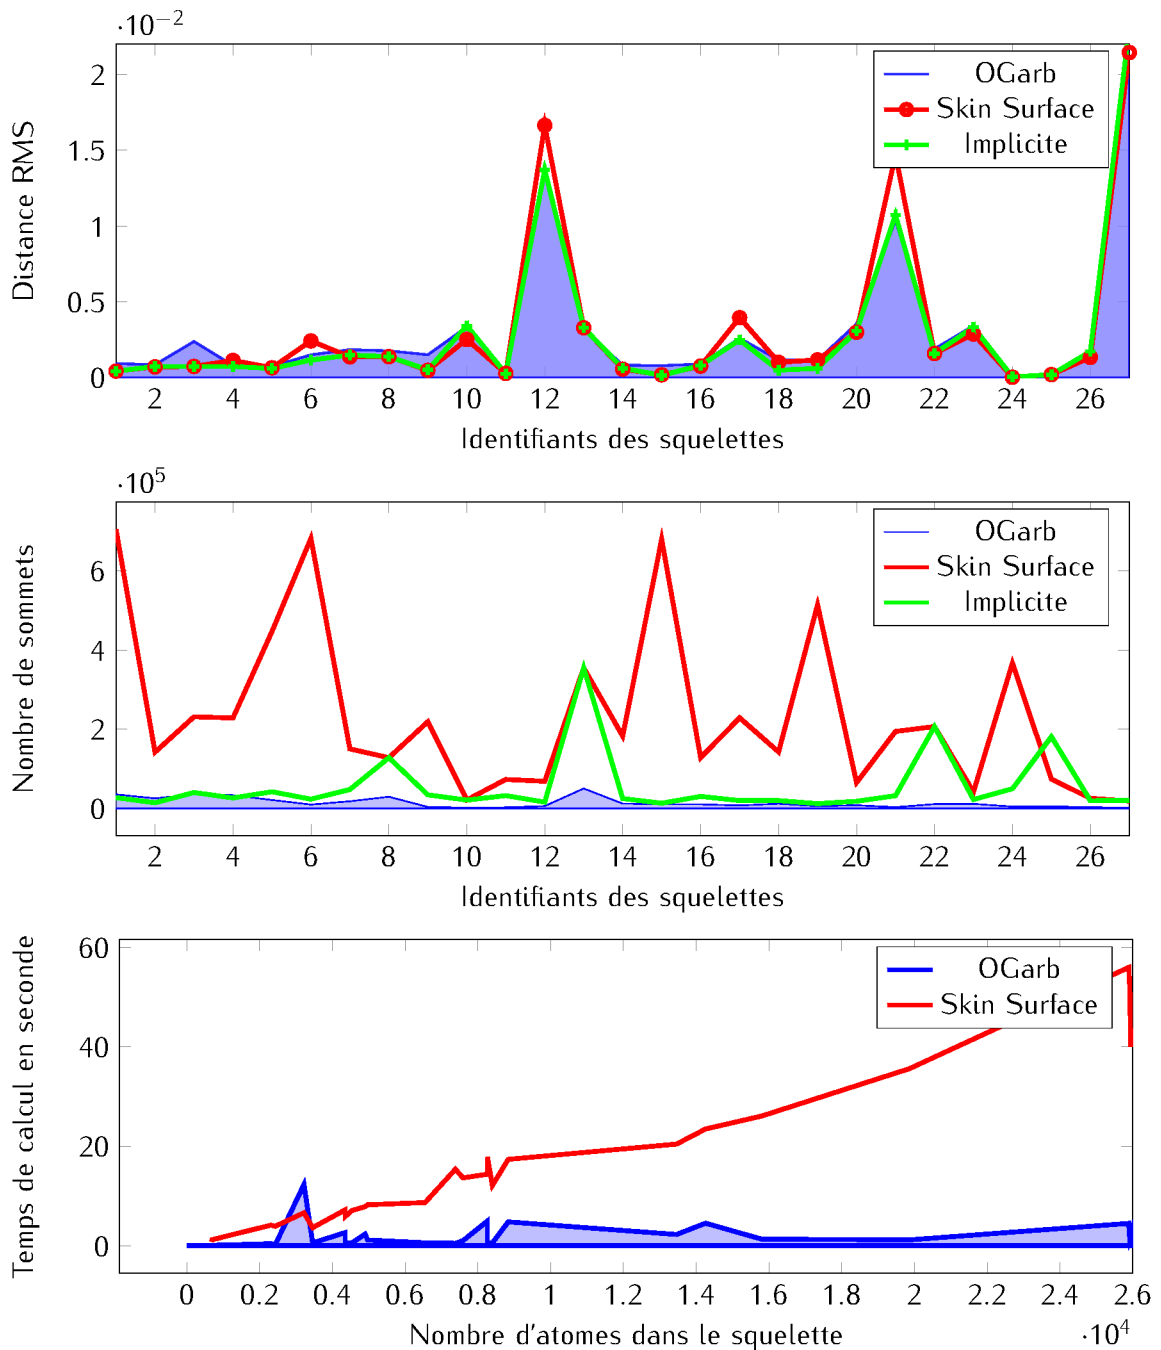 ·10−2
Distance RMS
2
1.5
1
0.5
0
OGarb
Skin Surface
Implicite
2 4 6 8 10 12 14 16 18 20 22 24 26
Identifiants des squelettes
·105
Nombre de sommets
6
4
2
0
OGarb
Skin Surface
Implicite
2 4 6 8 10 12 14 16 18 20 22 24 26
Identifiants des squelettes
Temps de calcul en seconde
60
40
20
0
OGarb
Skin Surface
0 0.2 0.4 0.6 0.8 1 1.2 1.4 1.6 1.8 2 2.2 2.4 2.6
Nombre d'atomes dans le squelette
·104